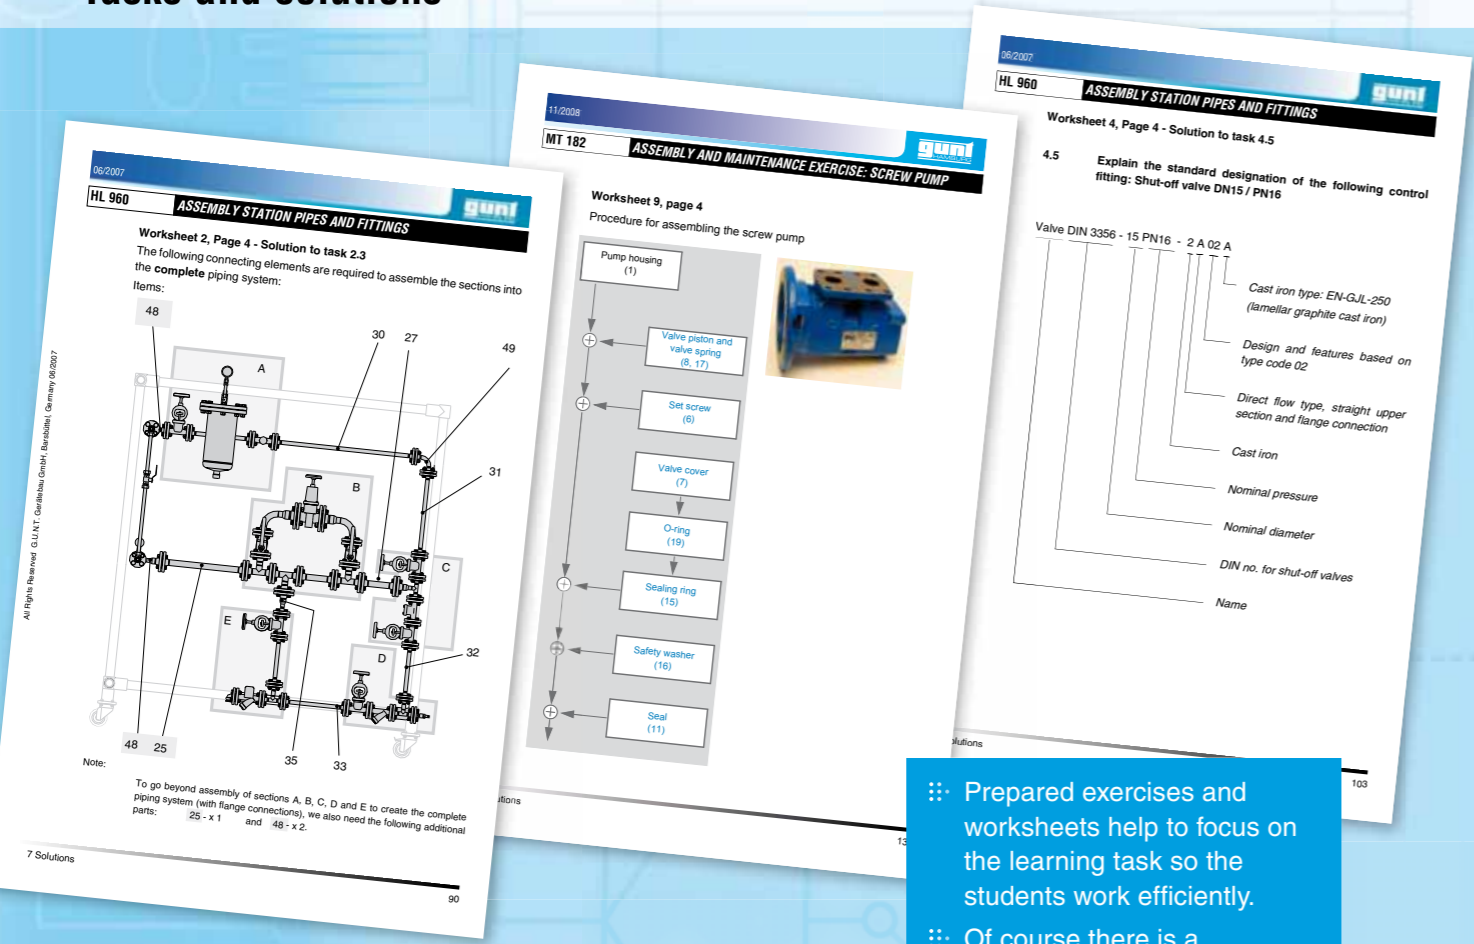 Tasks and solutions
06/2007
gunt
HL 960
ASSEMBLY STATION PIPES AND FITTINGS
Worksheet 2, Page 4 - Solution to task 2.3
The following connecting elements are required to assemble the sections into
the complete piping system:
Items:
48
30
27
49
A
31
B
C
E
D
32
48
25
35
33
All Rights Reserved G.U.N.T. Gerätebau GmbH, Barsbüttel, Germany 06/2007
Note:
To go beyond assembly of sections A, B, C, D and E to create the complete
piping system (with flange connections), we also need the following additional
parts: 25 - x 1 and 48 - x 2.
7 Solutions
90
11/2008
gunt
HAMBURG
MT 182
ASSEMBLY AND MAINTENANCE EXERCISE: SCREW PUMP
Worksheet 9, page 4
Procedure for assembling the screw pump
Pump housing
(1)
Valve piston and
valve spring
(8, 17)
Set screw
(6)
Valve cover
(7)
O-ring
(19)
Sealing ring
(15)
Safety washer
(16)
Seal
(11)
06/2007
gunt
HL 960
ASSEMBLY STATION PIPES AND FITTINGS
Worksheet 4, Page 4 - Solution to task 4.5
4.5 Explain the standard designation of the following control
fitting: Shut-off valve DN15 / PN16
Valve DIN 3356 - 15 PN16 - 2 A 02 A
Cast iron type: EN-GJL-250
(lamellar graphite cast iron)
Design and features based on
type code 02
Direct flow type, straight upper
section and flange connection
Cast iron
Nominal pressure
Nominal diameter
DIN no. for shut-off valves
Name
103
Prepared exercises and
worksheets help to focus on
the learning task so the
students work efficiently.
Of course there is a